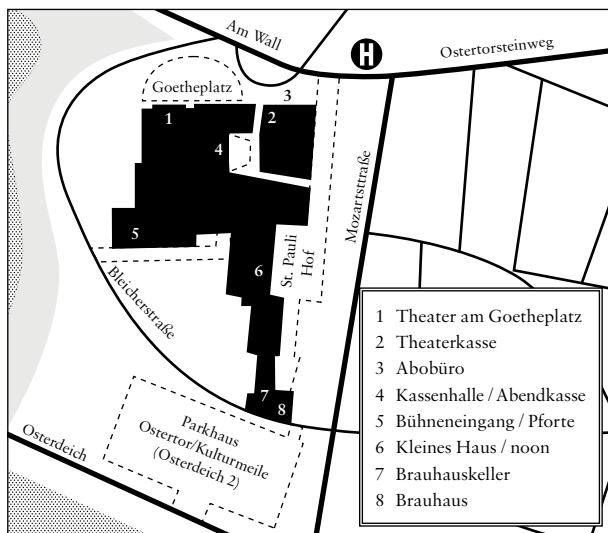 Am Wall
H
Ostertorsteinweg
Goetheplatz
3
1
2
4
Mozartstraße
5
St. Pauli
Hof
6
Bleicherstraße
7
8
Parkhaus
Ostertor/Kulturmeile
(Osterdeich 2)
Osterdeich
1 Theater am Goetheplatz
2 Theaterkasse
3 Abobüro
4 Kassenhalle / Abendkasse
5 Bühneneingang / Pforte
6 Kleines Haus / noon
7 Brauhauskeller
8 Brauhaus